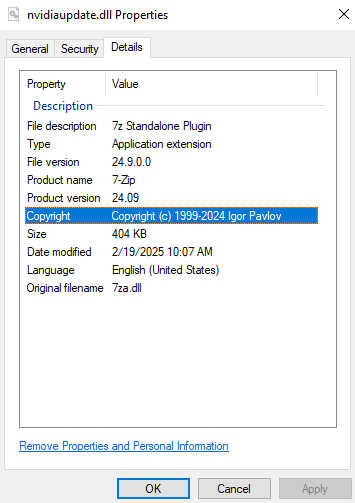 nvidiaupdate.dll Properties
General Security Details
Property Value
Description
File description 7z Standalone Plugin
Type Application extension
File version 24.9.0.0
Product name 7-Zip
Product version 24.09
Copyright Copyright (c) 1999-2024 Igor Pavlov
Size 404 KB
Date modified 2/19/2025 10:07 AM
Language English (United States)
Original filename 7za.dll
Remove Properties and Personal Information
OK Cancel Apply